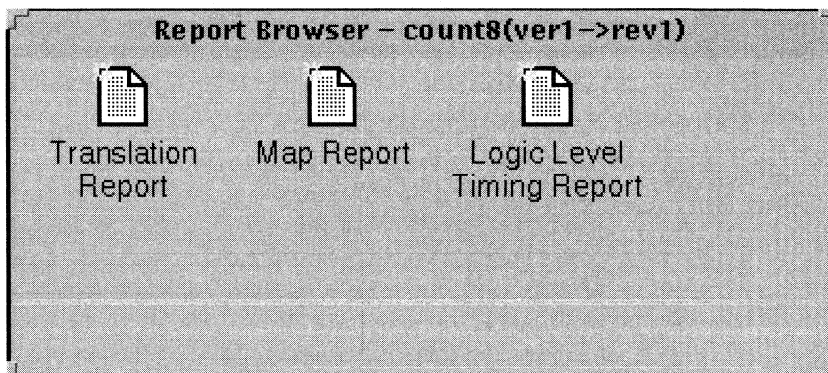 Report Browser – count8(ver1–>rev1)
Translation Report
Map Report
Logic Level Timing Report